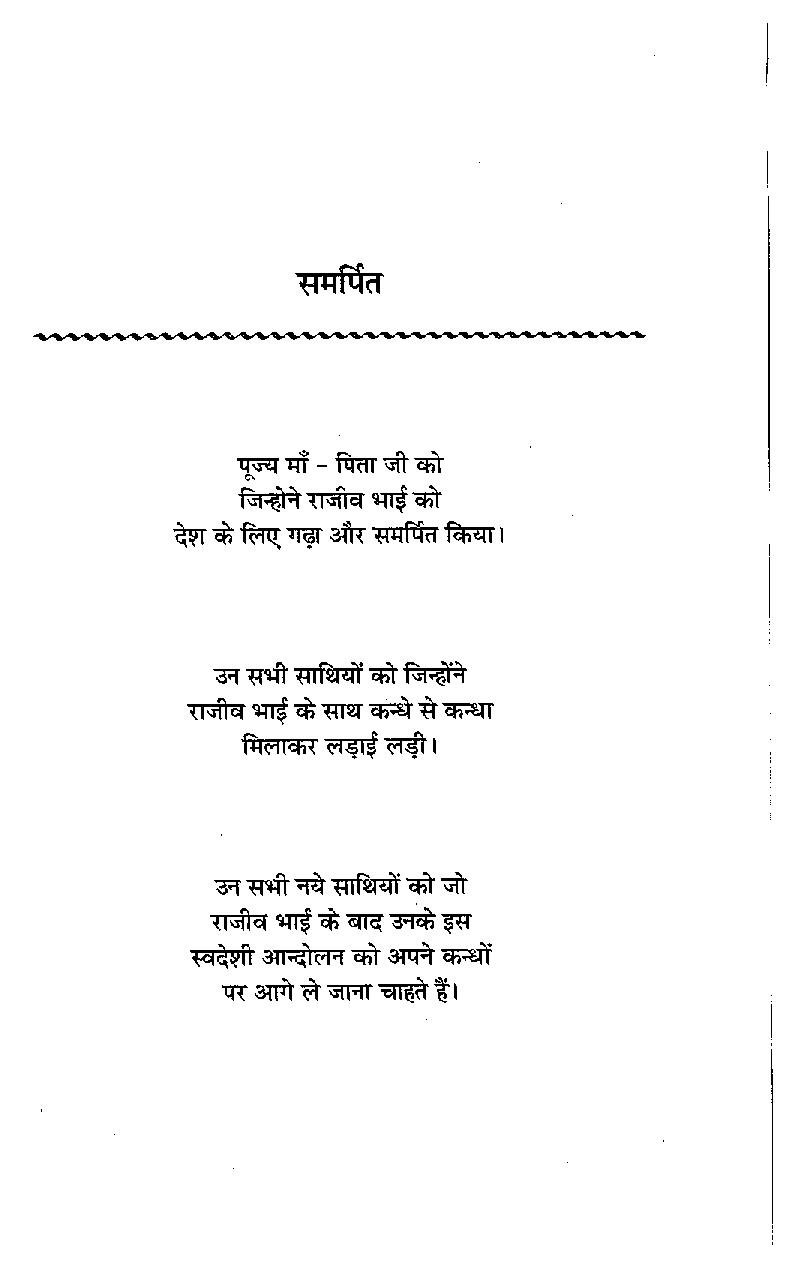 समर्पित
पूज्य माँ - पिता जी को
जिन्होने राजीव भाई को
देश के लिए गढ़ा और समर्पित किया।
उन सभी साथियों को जिन्होंने
राजीव भाई के साथ कन्धे से कन्धा
मिलाकर लड़ाई लड़ी।
उन सभी नये साथियों को जो
राजीव भाई के बाद उनके इस
स्वदेशी आन्दोलन को अपने कन्धों
पर आगे ले जाना चाहते हैं।